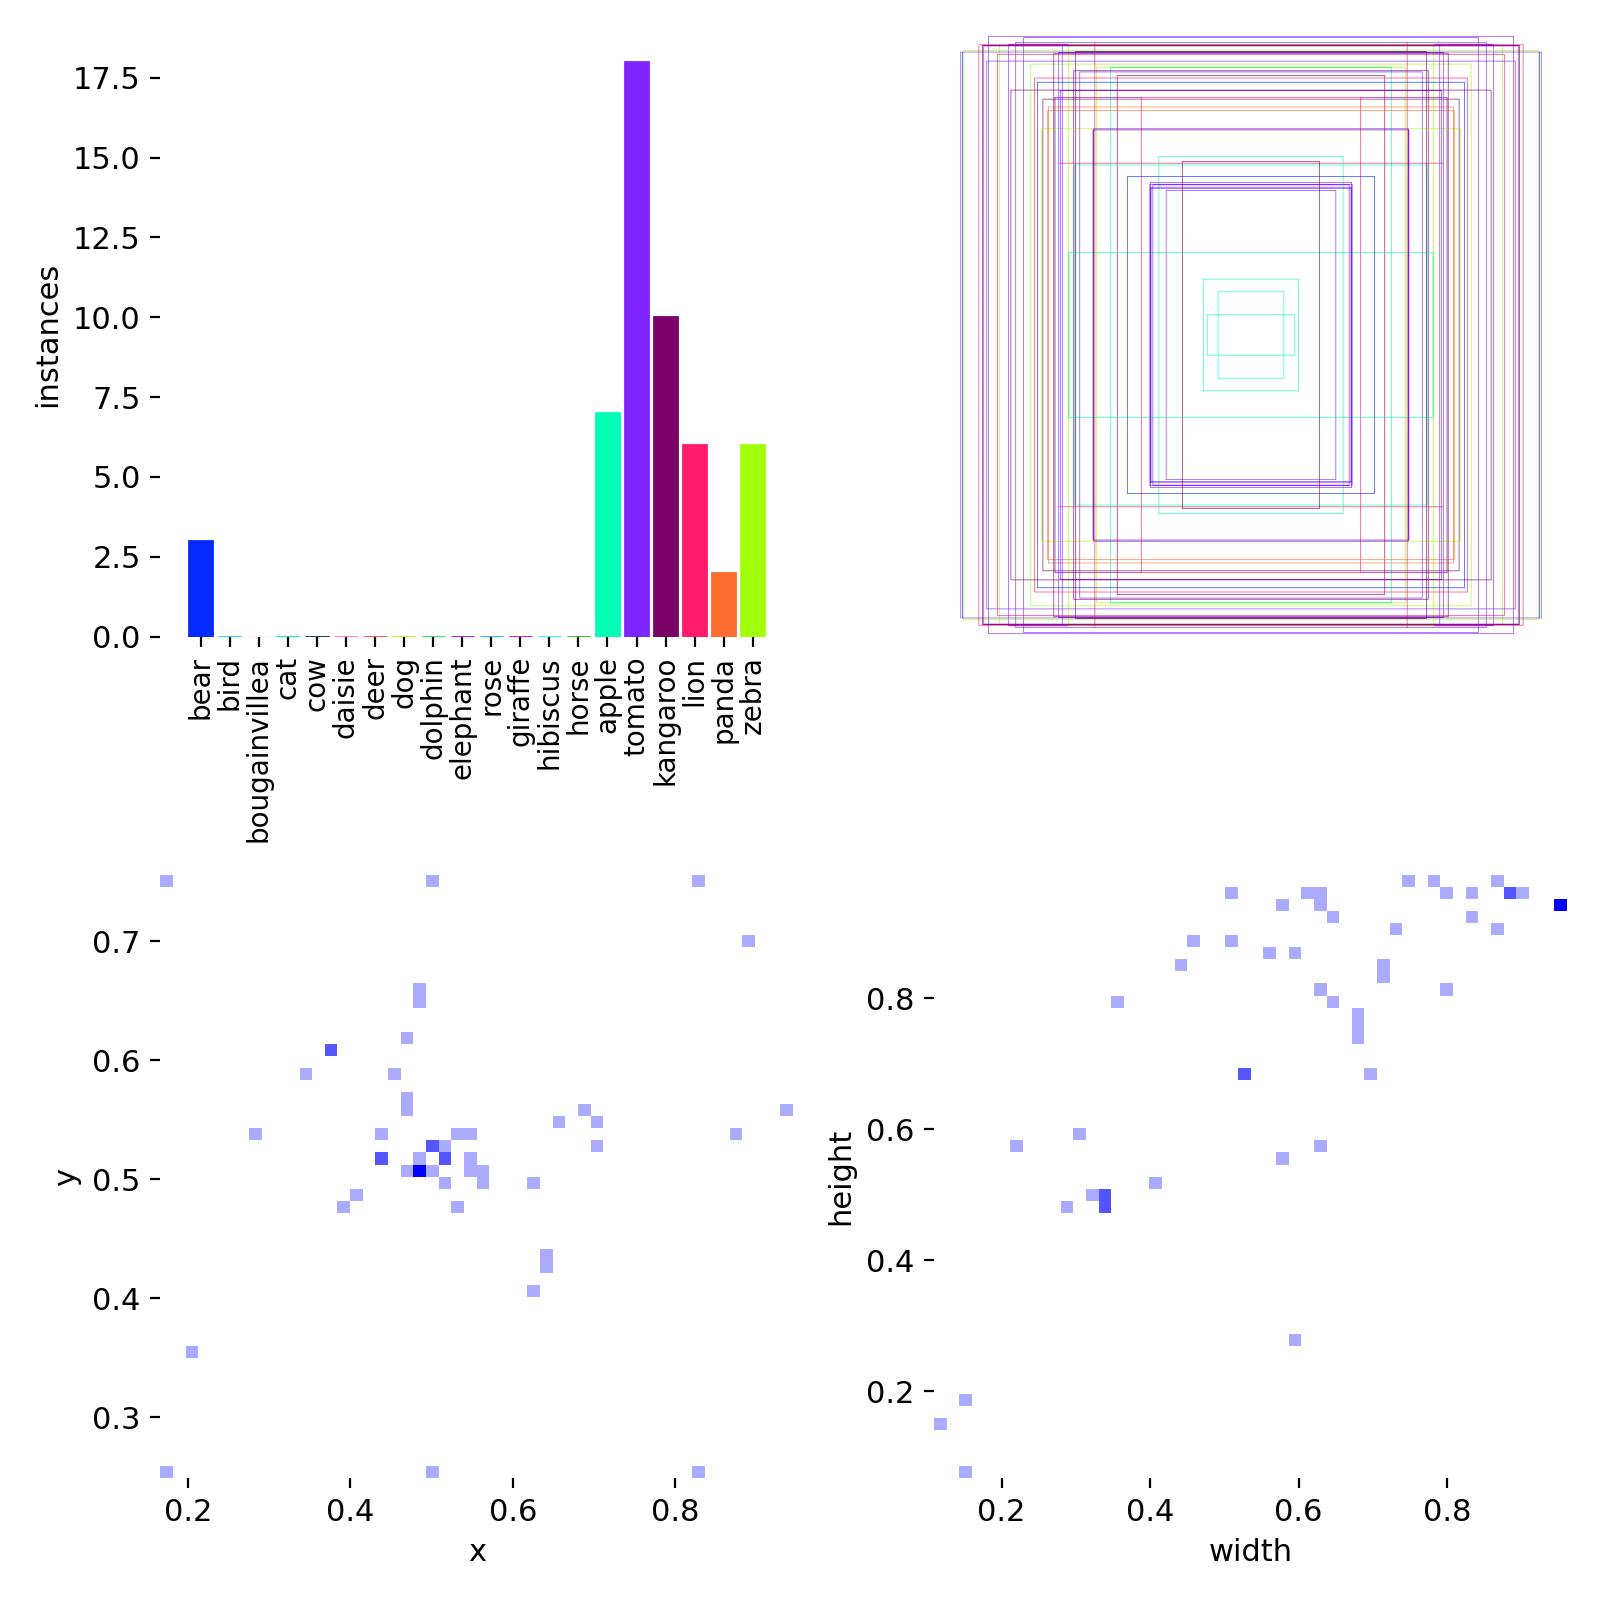 instances
17.5
15.0
12.5
10.0
7.5
5.0
2.5
0.0
bear
bird
bougainvillea
cat
cow
daisie
deer
dog
dolphin
elephant
rose
giraffe
hibiscus
horse
apple
tomato
kangaroo
lion
panda
zebra
y
0.7
0.6
0.5
0.4
0.3
0.2 0.4 0.6 0.8
x
height
0.8
0.6
0.4
0.2
0.2 0.4 0.6 0.8
width